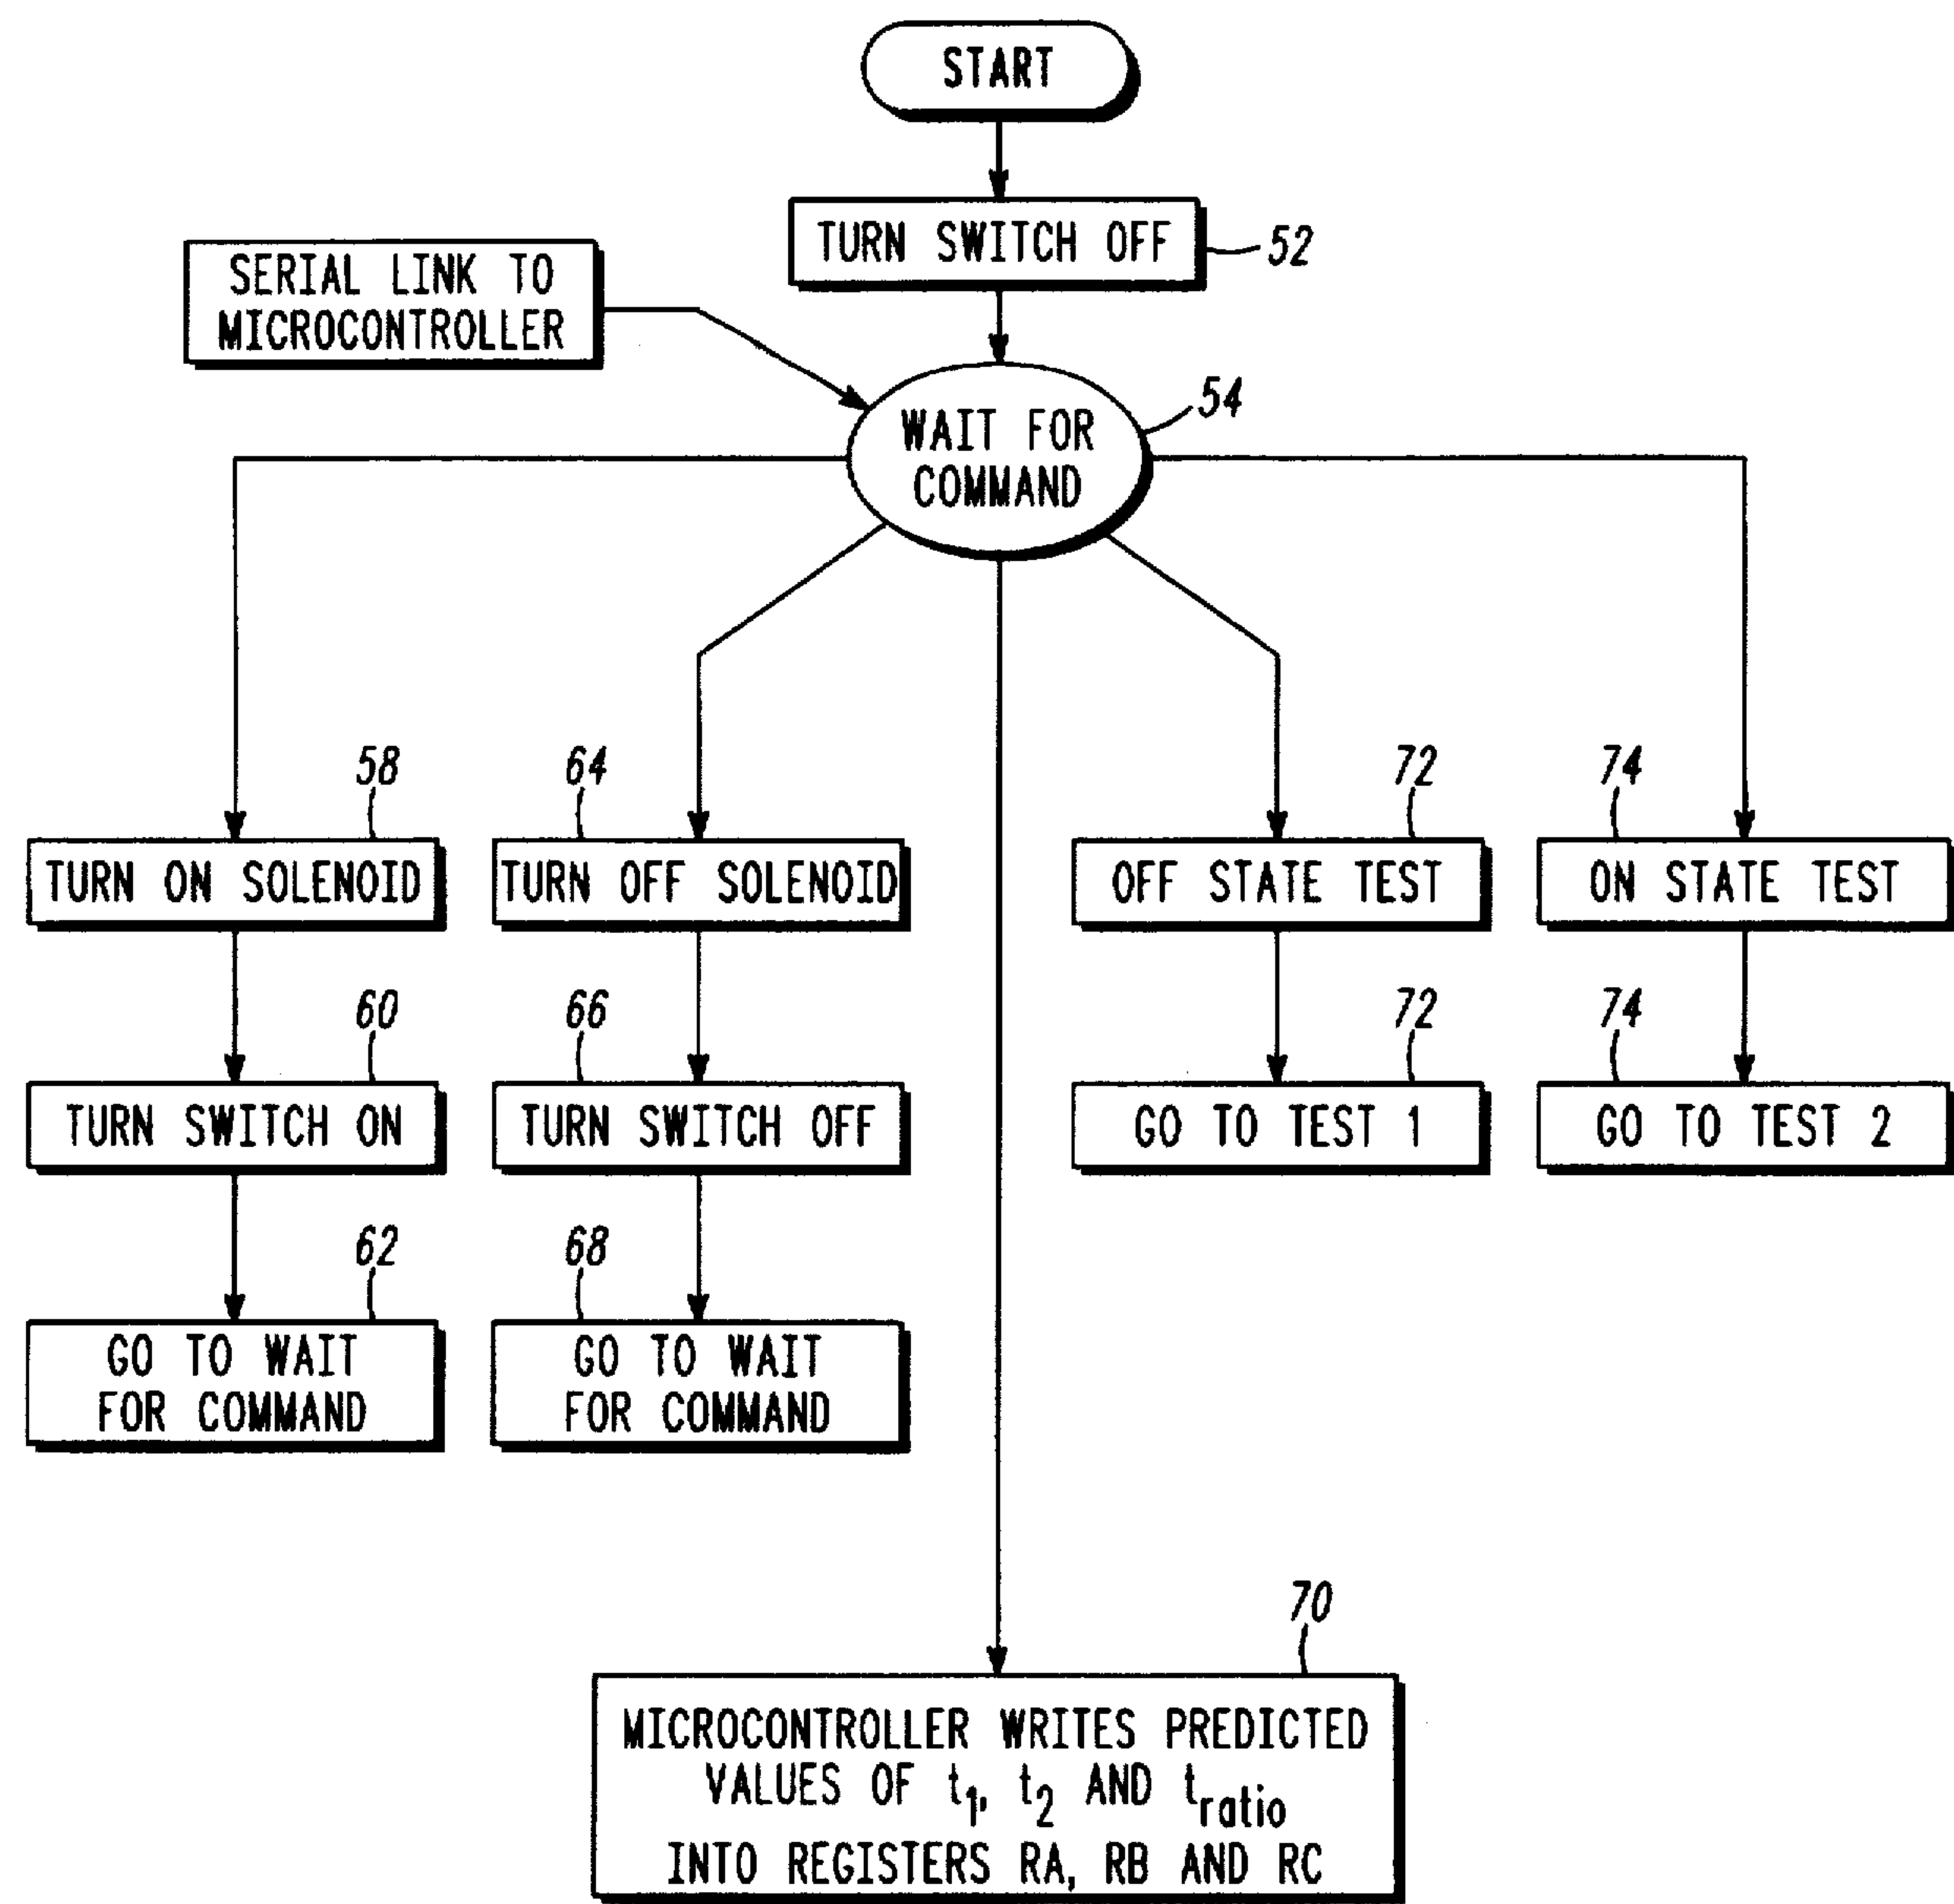 START
TURN SWITCH OFF
52
SERIAL LINK TO
MICROCONTROLLER
WAIT FOR
COMMAND
54
58
64
72
74
TURN ON SOLENOID
TURN OFF SOLENOID
OFF STATE TEST
ON STATE TEST
60
66
72
74
TURN SWITCH ON
TURN SWITCH OFF
GO TO TEST 1
GO TO TEST 2
62
68
GO TO WAIT
FOR COMMAND
GO TO WAIT
FOR COMMAND
70
MICROCONTROLLER WRITES PREDICTED
VALUES OF t1, t2 AND tratio
INTO REGISTERS RA, RB AND RC